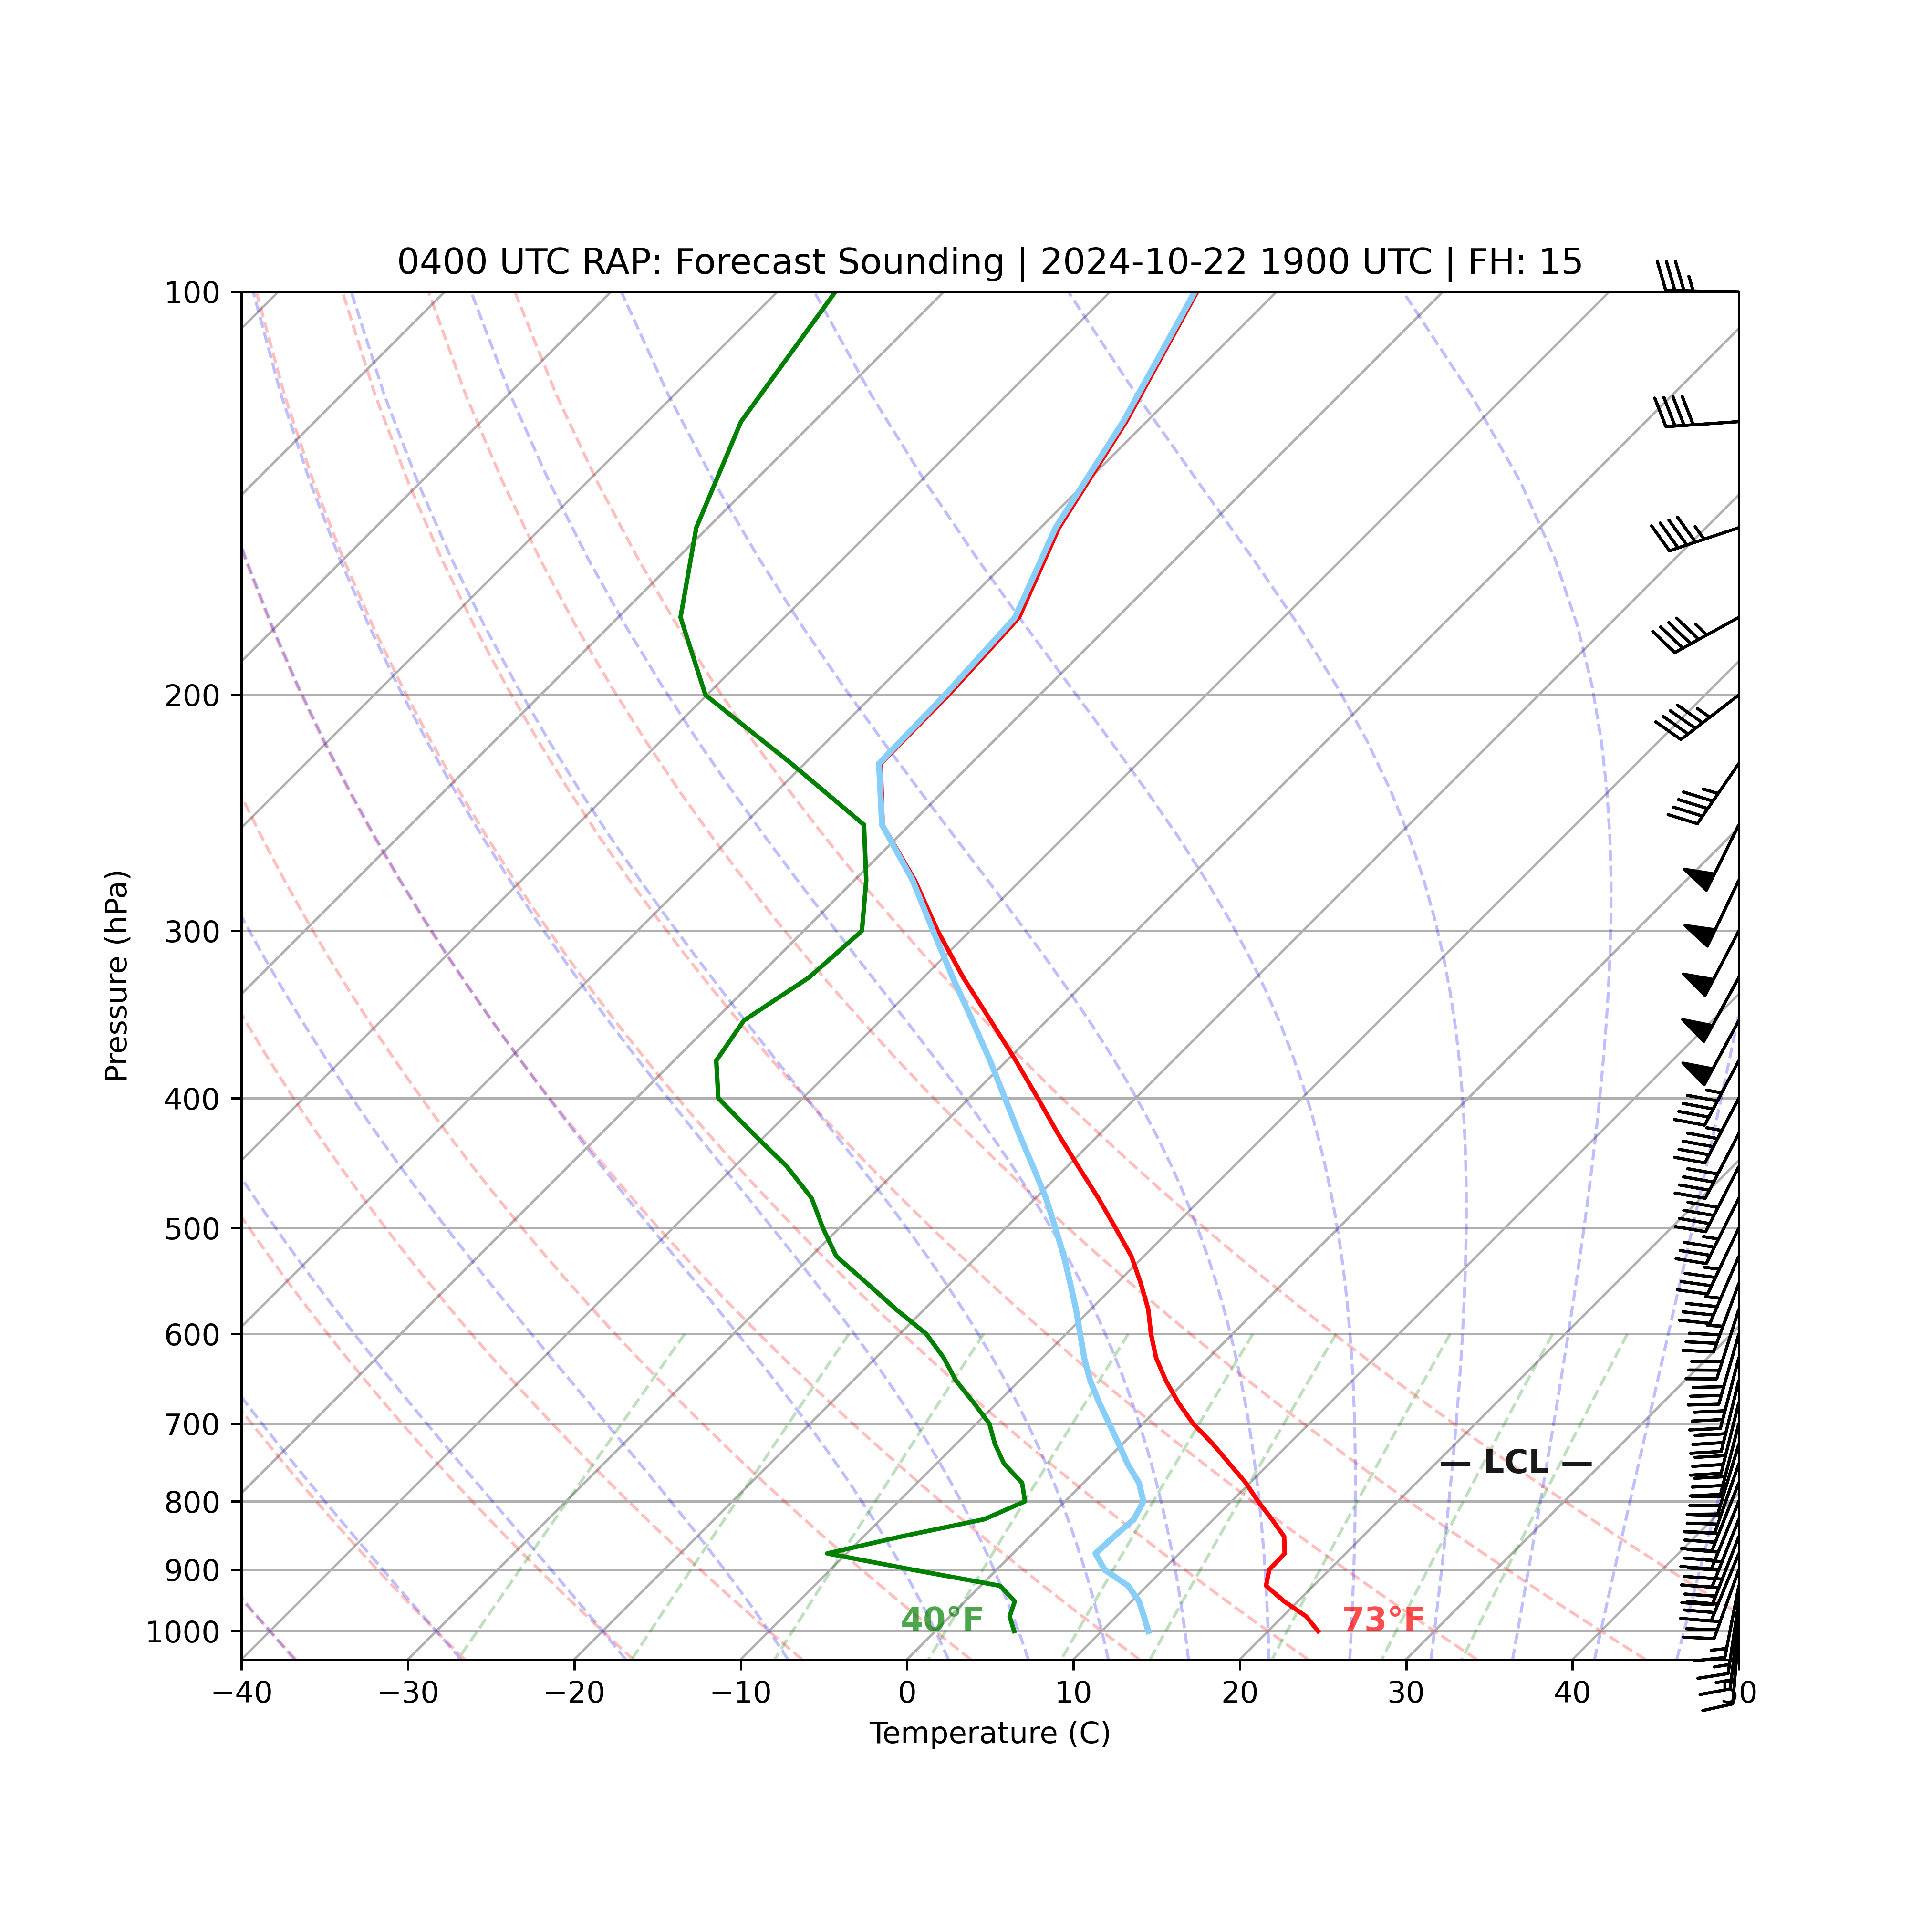 0400 UTC RAP: Forecast Sounding | 2024-10-22 1900 UTC | FH: 15
100
200
300
400
500
600
700
800
900
1000
Pressure (hPa)
— LCL —
40°F
73°F
−40 −30 −20 −10 0 10 20 30 40 50
Temperature (C)